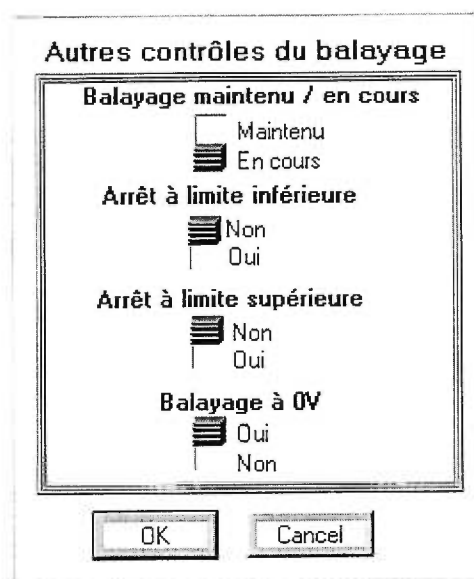 Autres contrôles du balayage
Balayage maintenu / en cours
Maintenu
En cours
Arrêt à limite inférieure
Non
Oui
Arrêt à limite supérieure
Non
Oui
Balayage à 0V
Oui
Non
OK Cancel